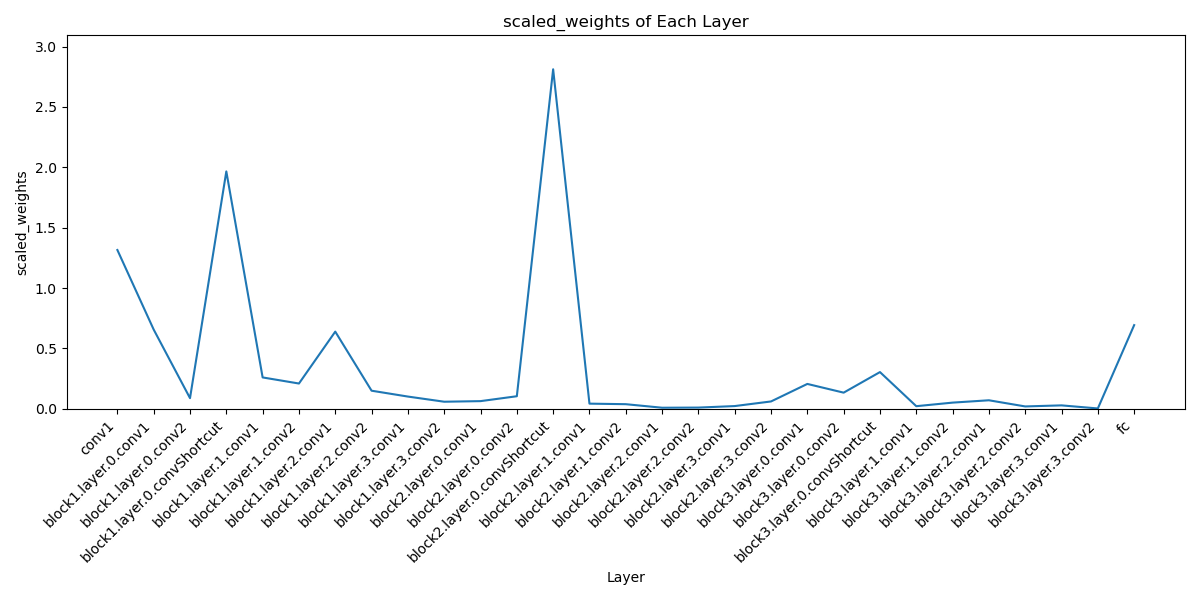 scaled_weights of Each Layer
scaled_weights
3.0
2.5
2.0
1.5
1.0
0.5
0.0
conv1
block1.layer.0.conv1
block1.layer.0.conv2
block1.layer.0.convShortcut
block1.layer.1.conv1
block1.layer.1.conv2
block1.layer.2.conv1
block1.layer.2.conv2
block1.layer.3.conv1
block1.layer.3.conv2
block2.layer.0.conv1
block2.layer.0.conv2
block2.layer.0.convShortcut
block2.layer.1.conv1
block2.layer.1.conv2
block2.layer.2.conv1
block2.layer.2.conv2
block2.layer.3.conv1
block2.layer.3.conv2
block3.layer.0.conv1
block3.layer.0.conv2
block3.layer.0.convShortcut
block3.layer.1.conv1
block3.layer.1.conv2
block3.layer.2.conv1
block3.layer.2.conv2
block3.layer.3.conv1
block3.layer.3.conv2
fc
Layer